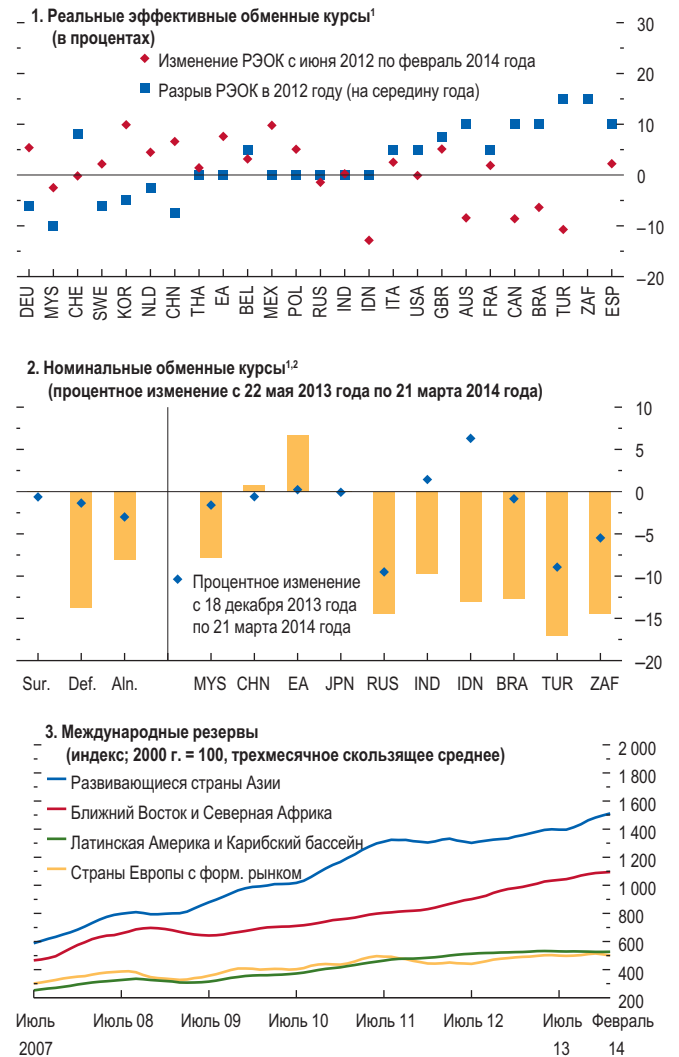 1. Реальные эффективные обменные курсы¹
(в процентах)
Изменение РЭОК с июня 2012 по февраль 2014 года
Разрыв РЭОК в 2012 году (на середину года)
30
20
10
0
–10
–20
DEU MYS CHE SWE KOR NLD CHN THA EA BEL MEX POL RUS IND IDN ITA USA GBR AUS FRA CAN BRA TUR ZAF ESP
2. Номинальные обменные курсы¹,²
(процентное изменение с 22 мая 2013 года по 21 марта 2014 года)
10
5
0
–5
–10
–15
–20
Процентное изменение
с 18 декабря 2013 года
по 21 марта 2014 года
Sur. Def. Aln. MYS CHN EA JPN RUS IND IDN BRA TUR ZAF
3. Международные резервы
(индекс; 2000 г. = 100, трехмесячное скользящее среднее)
Развивающиеся страны Азии
Ближний Восток и Северная Африка
Латинская Америка и Карибский бассейн
Страны Европы с форм. рынком
2 000
1 800
1 600
1 400
1 200
1 000
800
600
400
200
Июль Июль 08 Июль 09 Июль 10 Июль 11 Июль 12 Июль Февраль
2007 13 14